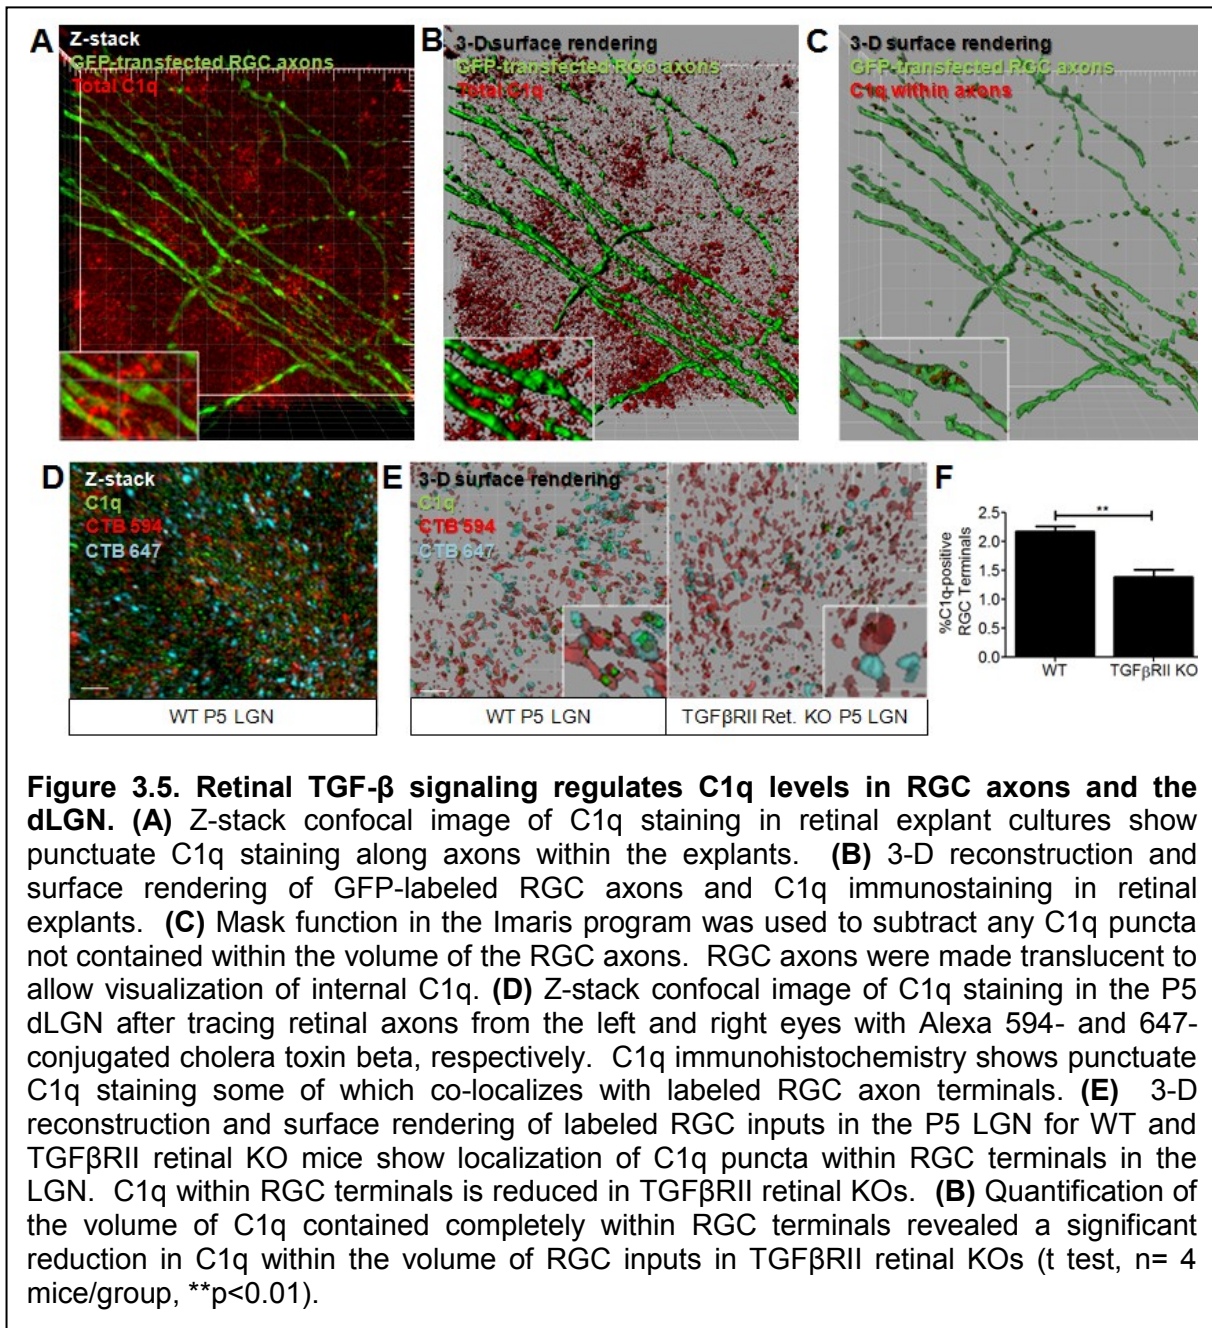 A
Z-stack
GFP-transfected RGC axons
Total C1q
B
3-D surface rendering
GFP-transfected RGC axons
Total C1q
C
3-D surface rendering
GFP-transfected RGC axons
C1q within axons
D
Z-stack
C1q
CTB 594
CTB 647
WT P5 LGN
E
3-D surface rendering
C1q
CTB 594
CTB 647
WT P5 LGN
TGFβRII Ret. KO P5 LGN
F
%C1q-positive
RGC Terminals
2.5
2.0
1.5
1.0
0.5
0.0
**
WT
TGFβRII KO
Figure 3.5. Retinal TGF-β signaling regulates C1q levels in RGC axons and the
dLGN. (A) Z-stack confocal image of C1q staining in retinal explant cultures show
punctuate C1q staining along axons within the explants. (B) 3-D reconstruction and
surface rendering of GFP-labeled RGC axons and C1q immunostaining in retinal
explants. (C) Mask function in the Imaris program was used to subtract any C1q puncta
not contained within the volume of the RGC axons. RGC axons were made translucent to
allow visualization of internal C1q. (D) Z-stack confocal image of C1q staining in the P5
dLGN after tracing retinal axons from the left and right eyes with Alexa 594- and 647-
conjugated cholera toxin beta, respectively. C1q immunohistochemistry shows punctuate
C1q staining some of which co-localizes with labeled RGC axon terminals. (E) 3-D
reconstruction and surface rendering of labeled RGC inputs in the P5 LGN for WT and
TGFβRII retinal KO mice show localization of C1q puncta within RGC terminals in the
LGN. C1q within RGC terminals is reduced in TGFβRII retinal KOs. (B) Quantification of
the volume of C1q contained completely within RGC terminals revealed a significant
reduction in C1q within the volume of RGC inputs in TGFβRII retinal KOs (t test, n= 4
mice/group, **p<0.01).